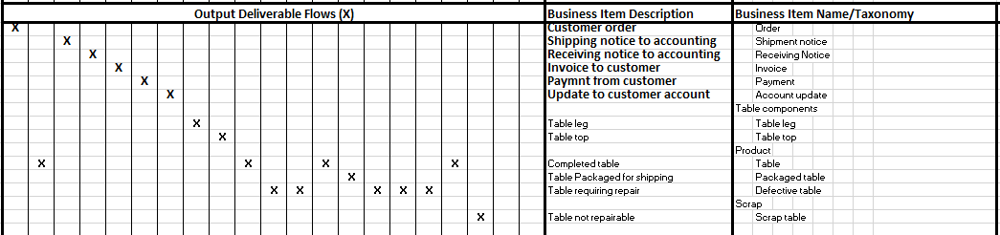 Output Deliverable Flows (X) Business Item Description Business Item Name/Taxonomy
X Customer order Order
X Shipping notice to accounting Shipment notice
X Receiving notice to accounting Receiving Notice
X Invoice to customer Invoice
X Paymnt from customer Payment
X Update to customer account Account update
Table components
X Table leg Table leg
X Table top Table top
Product
X X X X Completed table Table
X Table Packaged for shipping Packaged table
X X X X X Table requiring repair Defective table
Scrap
X Table not repairable Scrap table